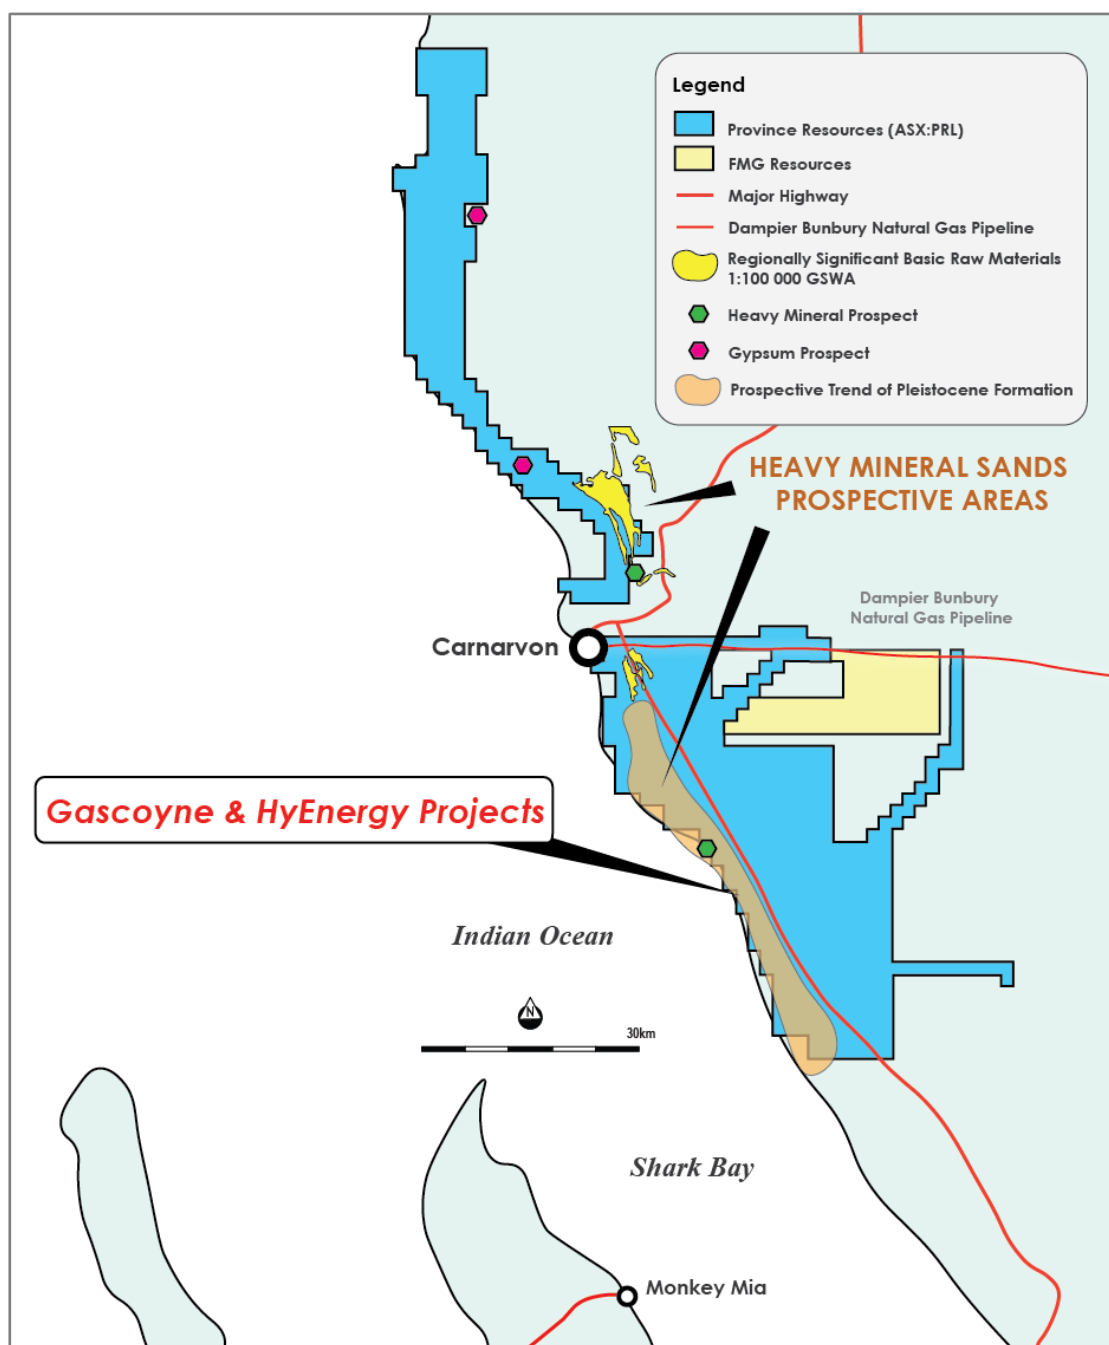 Legend
Province Resources (ASX:PRL)
FMG Resources
Major Highway
Dampier Bunbury Natural Gas Pipeline
Regionally Significant Basic Raw Materials
1:100 000 GSWA
Heavy Mineral Prospect
Gypsum Prospect
Prospective Trend of Pleistocene Formation
HEAVY MINERAL SANDS
PROSPECTIVE AREAS
Dampier Bunbury
Natural Gas Pipeline
Carnarvon
Gascoyne & HyEnergy Projects
Indian Ocean
N
30km
Shark Bay
Monkey Mia